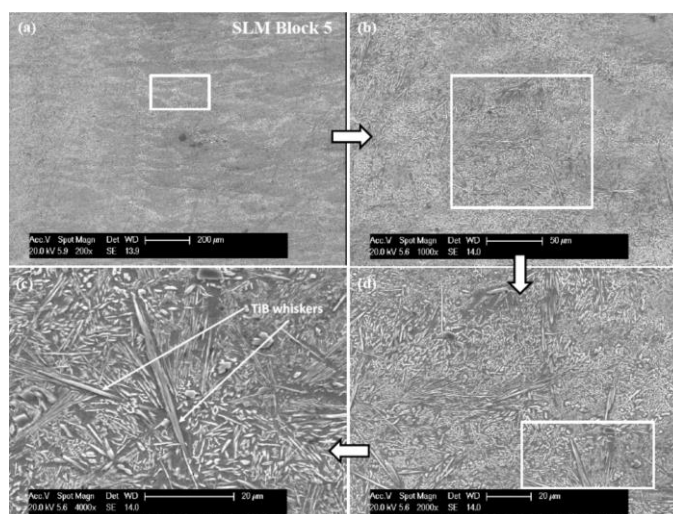 (a) SLM Block 5
Acc.V Spot Magn Det WD 200 µm
20.0 kV 5.9 200x SE 13.9
(b)
Acc.V Spot Magn Det WD 50 µm
20.0 kV 5.6 1000x SE 14.0
(c)
TiB whiskers
Acc.V Spot Magn Det WD 20 µm
20.0 kV 5.6 4000x SE 14.0
(d)
Acc.V Spot Magn Det WD 20 µm
20.0 kV 5.6 2000x SE 14.0